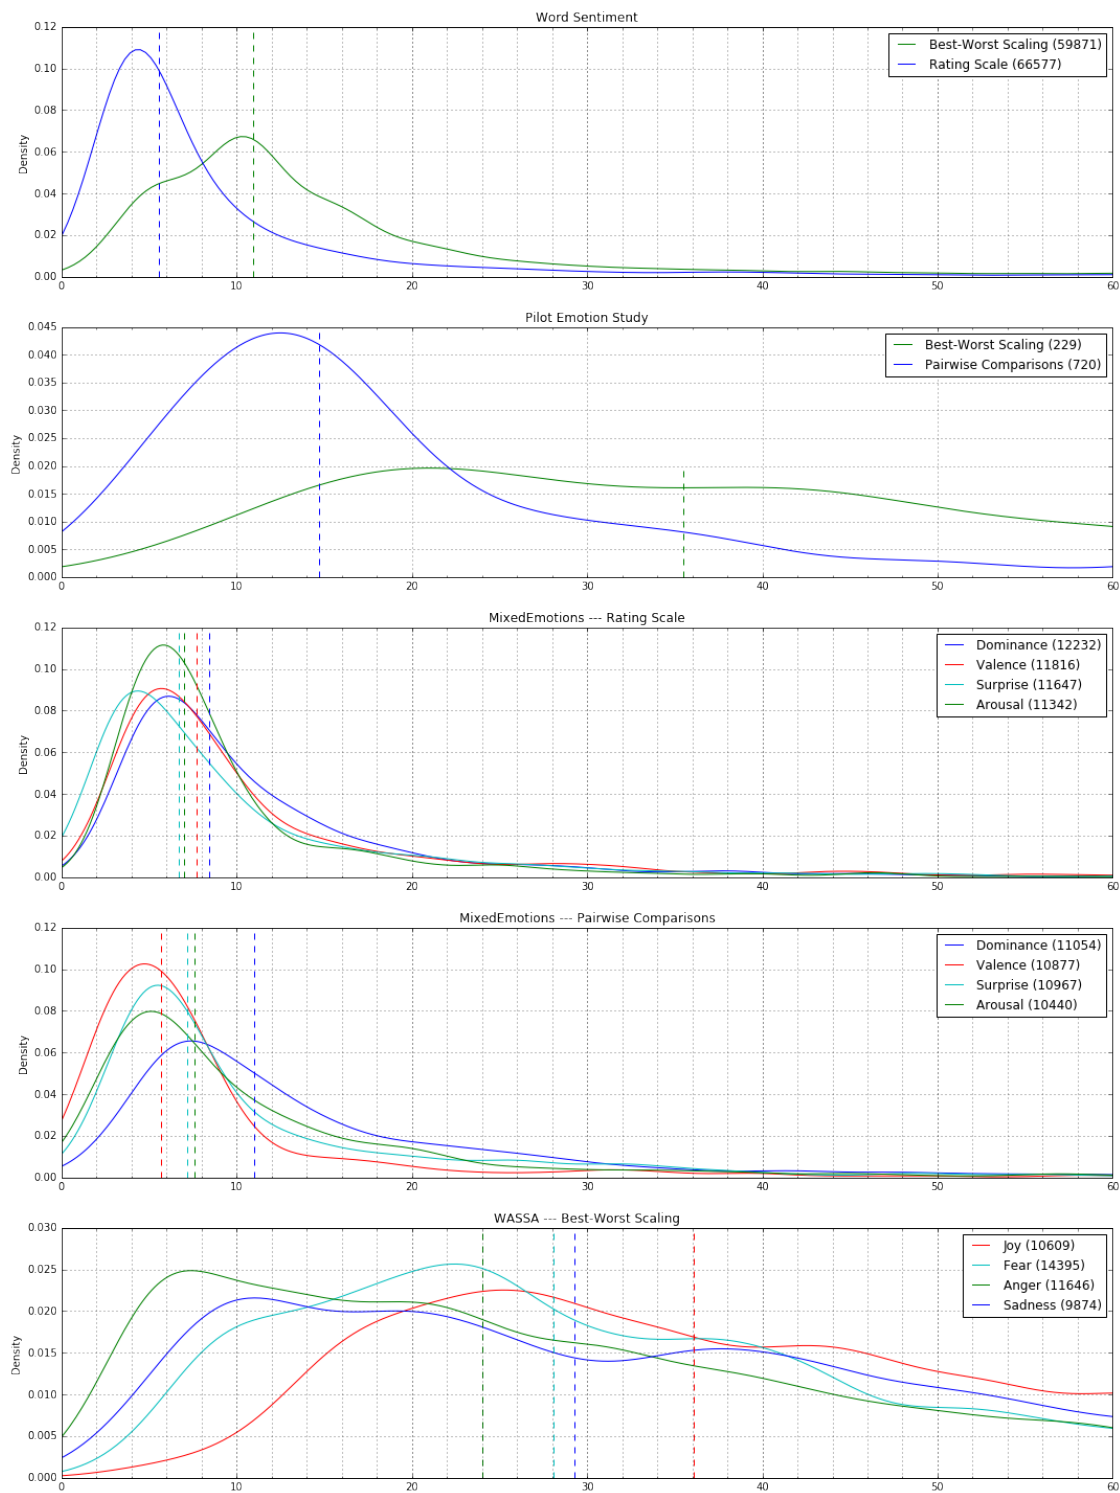 Word Sentiment
0.12
0.10
0.08
0.06
0.04
0.02
0.00
Density
Best-Worst Scaling (59871)
Rating Scale (66577)
0 10 20 30 40 50 60
Pilot Emotion Study
0.045
0.040
0.035
0.030
0.025
0.020
0.015
0.010
0.005
0.000
Density
Best-Worst Scaling (229)
Pairwise Comparisons (720)
0 10 20 30 40 50 60
MixedEmotions --- Rating Scale
0.12
0.10
0.08
0.06
0.04
0.02
0.00
Density
Dominance (12232)
Valence (11816)
Surprise (11647)
Arousal (11342)
0 10 20 30 40 50 60
MixedEmotions --- Pairwise Comparisons
0.12
0.10
0.08
0.06
0.04
0.02
0.00
Density
Dominance (11054)
Valence (10877)
Surprise (10967)
Arousal (10440)
0 10 20 30 40 50 60
WASSA --- Best-Worst Scaling
0.030
0.025
0.020
0.015
0.010
0.005
0.000
Density
Joy (10609)
Fear (14395)
Anger (11646)
Sadness (9874)
0 10 20 30 40 50 60